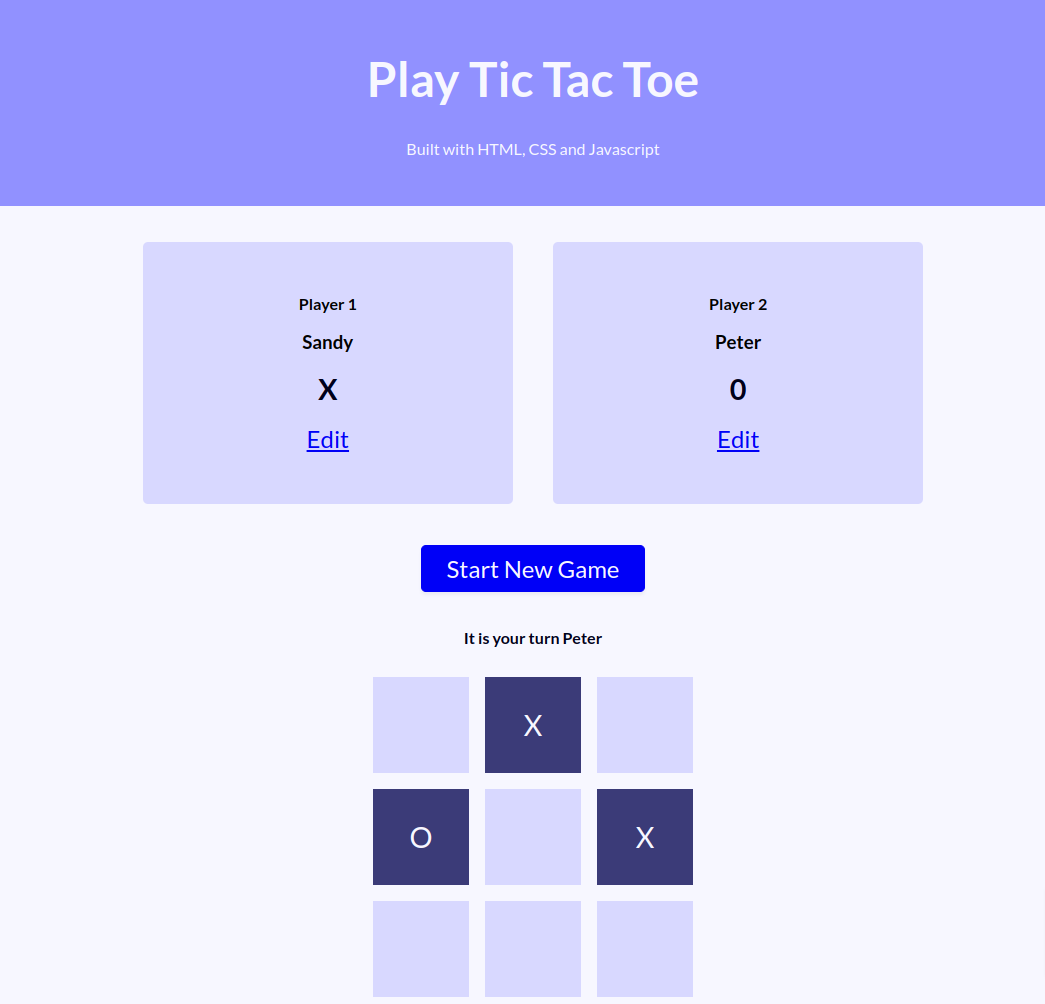 Play Tic Tac Toe
Built with HTML, CSS and Javascript
Player 1
Sandy
X
Edit
Player 2
Peter
0
Edit
Start New Game
It is your turn Peter
X
O X